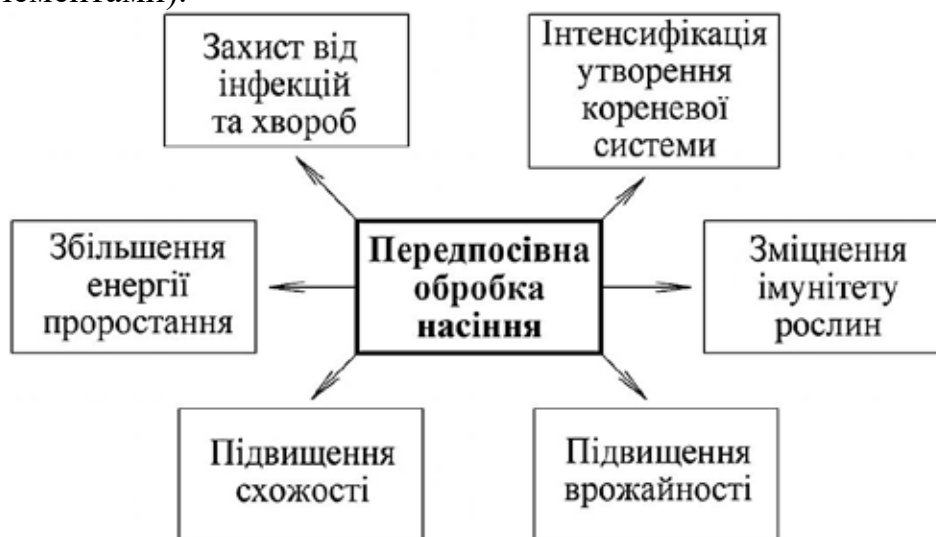 лементами).
Захист від
інфекцій
та хвороб
Інтенсифікація
утворення
кореневої
системи
Збільшення
енергії
проростання
Передпосівна
обробка
насіння
Зміцнення
імунітету
рослин
Підвищення
схожості
Підвищення
врожайності